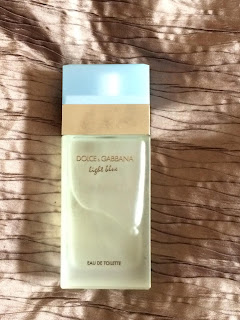 DOLCE & GABBANA
light blue
EAU DE TOILETTE